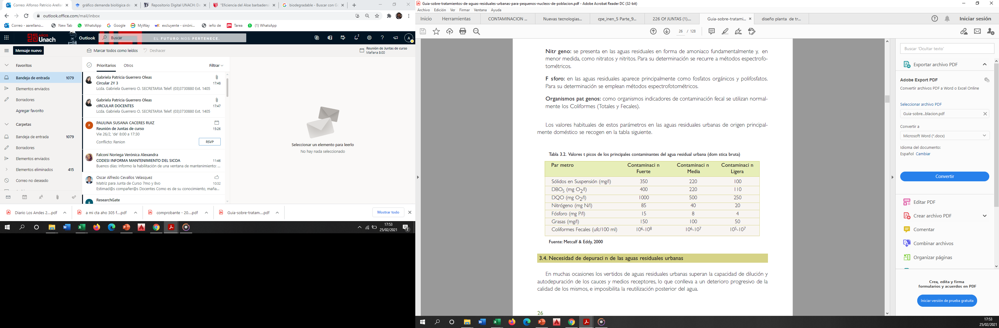 Correo: Alfonso Patricio Arellan
gráfico demanda biológica de
Repositorio Digital UNACH: De
"Eficiencia del Aloe barbadensi
biodegradable - Buscar con Go
outlook.office.com/mail/inbox
Correo - aarellano...
New Tab
WhatsApp
Google
MyWay
excluyente - sinóni...
ieño de
Tarea
(1) WhatsApp
25 AÑOS Unach
Outlook
Buscar
EL FUTURO NOS PERTENECE.
2
A
Mensaje nuevo
Marcar todos como leídos
Deshacer
Reunión de Juntas de curso
Mañana 8:00
Favoritos
Bandeja de entrada 1079
Elementos enviados
Borradores
Agregar favorito
Carpetas
Bandeja de entrada 1079
Borradores
Elementos enviados
Elementos eliminados 415
Correo no deseado
Prioritarios Otros Filtrar
Gabriela Patricia Guerrero Oleas
Circular 2Y 3 17:48
Lcda. Gabriela Guerrero O. SECRETARIA Telef: (03)3730880 Ext. 1405
Gabriela Patricia Guerrero Oleas
cIRCULAR DOCENTES 17:47
Lcda. Gabriela Guerrero O. SECRETARIA Telef: (03)3730880 Ext. 1405
P
PAULINA SUSANA CACERES RUIZ
Reunión de Juntas de curso 15:26
Vie 26/2, 'de' 8:00 a 17:30
Conflicto: Renion RSVP
Falconí Noriega Verónica Alexandra
CODESI INFORMA MANTENIMIENTO DEL SICOA 11:46
Buenos días: Informo la habilitación de una ventana de mantenimiento: ...
Oscar Alfredo Cevallos Velasquez
Matriz para Junta de Curso 7mo y 8vo 10:32
Estimad@s compañer@s Docentes Como es de su conocimiento, maña...
R
ResearchGate
Seleccionar un elemento para leerlo
No hay nada seleccionado
Diario Los Andes 2....pdf
a mi cta aho 305 f....pdf
comprobante - 20....pdf
Guia-sobre-tratam....pdf
Mostrar todo
17:53
25/02/2021
2
Guia-sobre-tratamientos-de-aguas-residuales-urbanas-para-pequenos-nucleos-de-poblacion.pdf - Adobe Acrobat Reader DC (32-bit)
Archivo Edición Ver Firmar Ventana Ayuda
Inicio
Herramientas
CONTAMINACION ...
Nuevas tecnologias...
cpe_inen_5 Parte_9...
226 Of JUNTAS (1)....
Guia-sobre-tratami...
diseño planta de tr...
Iniciar sesión
26 / 128
Nitr geno: se presenta en las aguas residuales en forma de amoniaco fundamentalmente y, en
menor medida, como nitratos y nitritos. Para su determinación se recurre a métodos espectrofo-
tométricos.
F sforo: en las aguas residuales aparece principalmente como fosfatos orgánicos y polifosfatos.
Para su determinación se emplean métodos espectrofotométricos.
Organismos pat genos: como organismos indicadores de contaminación fecal se utilizan normal-
mente los Coliformes (Totales y Fecales).
Los valores habituales de estos parámetros en las aguas residuales urbanas de origen principal-
mente doméstico se recogen en la tabla siguiente.
Tabla 3.2. Valores t picos de los principales contaminantes del agua residual urbana (dom stica bruta)
Par metro Contaminaci n Contaminaci n Contaminaci n
Fuerte Media Ligera
Sólidos en Suspensión (mg/l) 350 220 100
DBO5 (mg O2/l) 400 220 110
DQO (mg O2/l) 1000 500 250
Nitrógeno (mg N/l) 85 40 20
Fósforo (mg P/l) 15 8 4
Grasas (mg/l) 150 100 50
Coliformes Fecales (ufc/100 ml) 10⁶-10⁸ 10⁶-10⁷ 10⁵-10⁷
Fuente: Metcalf & Eddy, 2000
3.4. Necesidad de depuraci n de las aguas residuales urbanas
En muchas ocasiones los vertidos de aguas residuales urbanas superan la capacidad de dilución y
autodepuración de los cauces y medios receptores, lo que conlleva a un deterioro progresivo de la
calidad de los mismos, e imposibilita la reutilización posterior del agua.
26
Buscar 'Ocultar texto'
Exportar archivo PDF
Adobe Export PDF
Convertir archivos PDF a Word o Excel Online
Seleccionar archivo PDF
Guia-sobre...blacion.pdf
Convertir a
Microsoft Word (*.docx)
Idioma del documento:
Español Cambiar
Convertir
Editar PDF
Crear archivo PDF
Comentar
Combinar archivos
Organizar páginas
Crea, edita y firma
formularios y acuerdos en PDF
Iniciar versión de prueba gratuita
17:53
25/02/2021